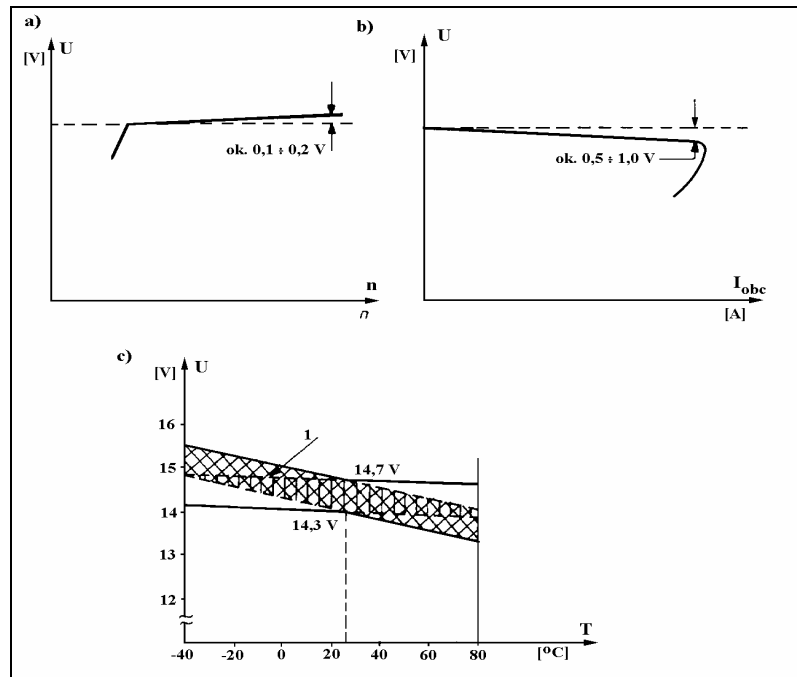 a)
[V] U
ok. 0,1 ÷ 0,2 V
n
n
b)
[V] U
ok. 0,5 ÷ 1,0 V
I obc
[A]
c)
[V] U
16
15
14
13
12
1
14,7 V
14,3 V
T
-40 -20 0 20 40 60 80 [ºC]